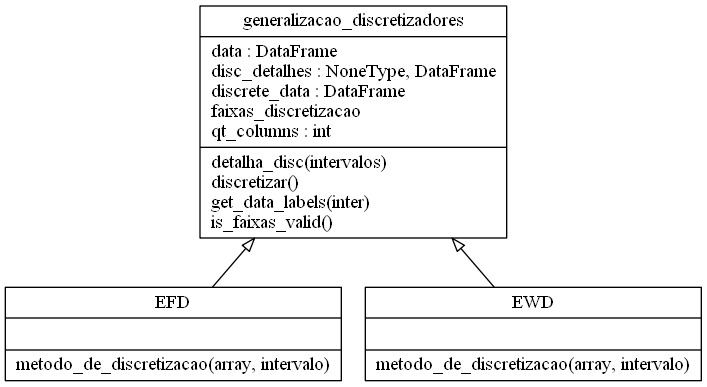 generalizacao_discretizadores
data : DataFrame
disc_detalhes : NoneType, DataFrame
discrete_data : DataFrame
faixas_discretizacao
qt_columns : int
detalha_disc(intervalos)
discretizar()
get_data_labels(inter)
is_faixas_valid()
EFD
metodo_de_discretizacao(array, intervalo)
EWD
metodo_de_discretizacao(array, intervalo)